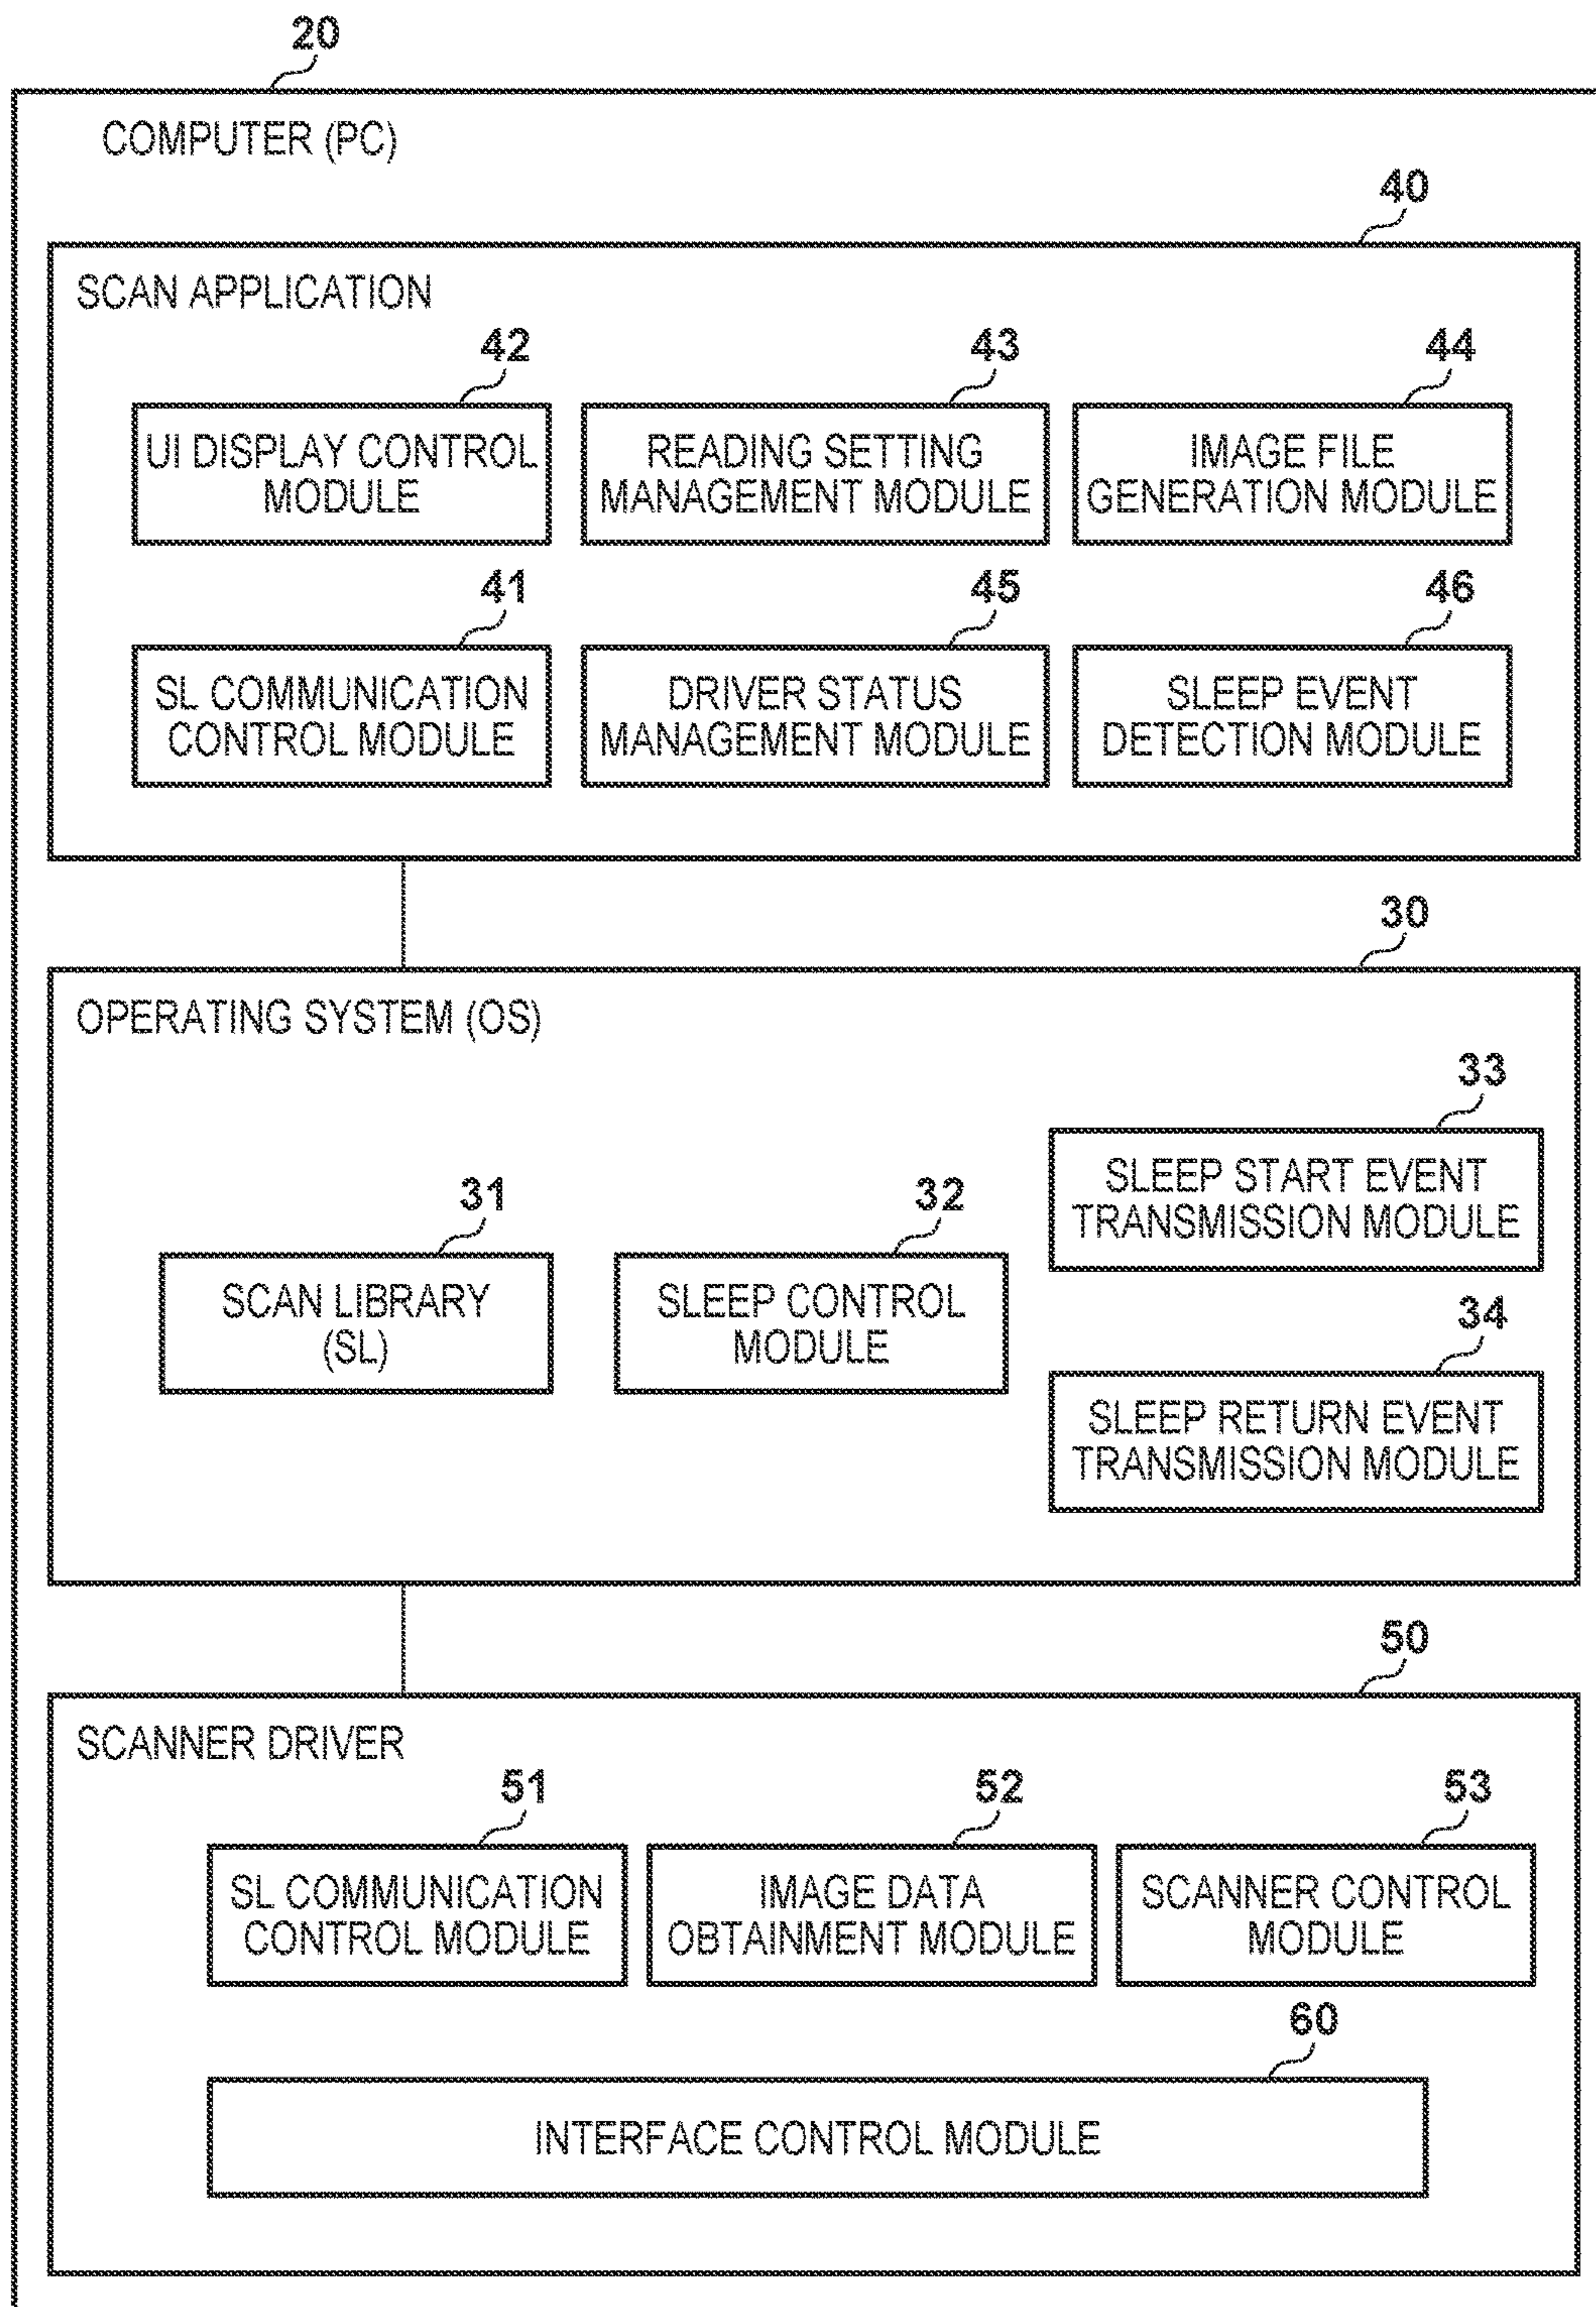 20
COMPUTER (PC)
40
SCAN APPLICATION
42
43
44
UI DISPLAY CONTROL
MODULE
READING SETTING
MANAGEMENT MODULE
IMAGE FILE
GENERATION MODULE
41
45
46
SL COMMUNICATION
CONTROL MODULE
DRIVER STATUS
MANAGEMENT MODULE
SLEEP EVENT
DETECTION MODULE
30
OPERATING SYSTEM (OS)
31
SCAN LIBRARY
(SL)
32
SLEEP CONTROL
MODULE
33
SLEEP START EVENT
TRANSMISSION MODULE
34
SLEEP RETURN EVENT
TRANSMISSION MODULE
50
SCANNER DRIVER
51
52
53
SL COMMUNICATION
CONTROL MODULE
IMAGE DATA
OBTAINMENT MODULE
SCANNER CONTROL
MODULE
60
INTERFACE CONTROL MODULE